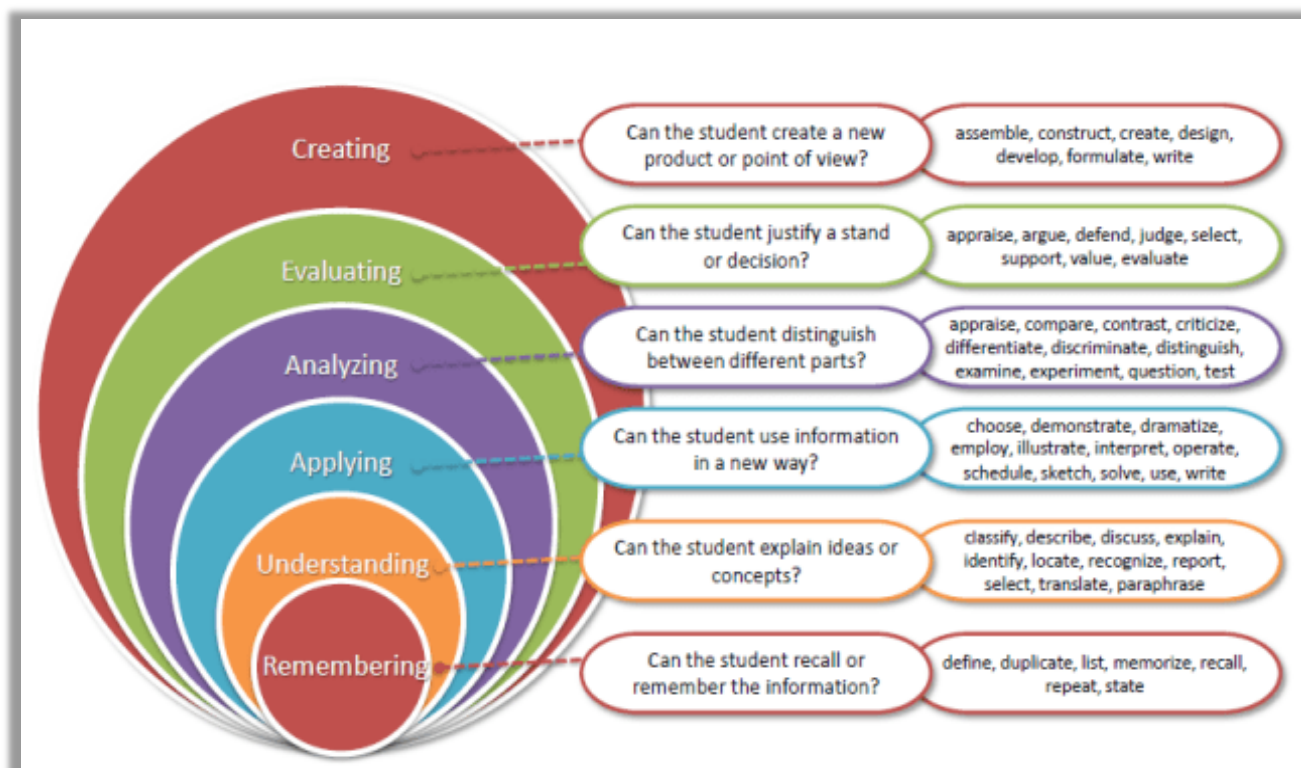 Creating
Can the student create a new
product or point of view?
assemble, construct, create, design,
develop, formulate, write
Evaluating
Can the student justify a stand
or decision?
appraise, argue, defend, judge, select,
support, value, evaluate
Analyzing
Can the student distinguish
between different parts?
appraise, compare, contrast, criticize,
differentiate, discriminate, distinguish,
examine, experiment, question, test
Applying
Can the student use information
in a new way?
choose, demonstrate, dramatize,
employ, illustrate, interpret, operate,
schedule, sketch, solve, use, write
Understanding
Can the student explain ideas or
concepts?
classify, describe, discuss, explain,
identify, locate, recognize, report,
select, translate, paraphrase
Remembering
Can the student recall or
remember the information?
define, duplicate, list, memorize, recall,
repeat, state